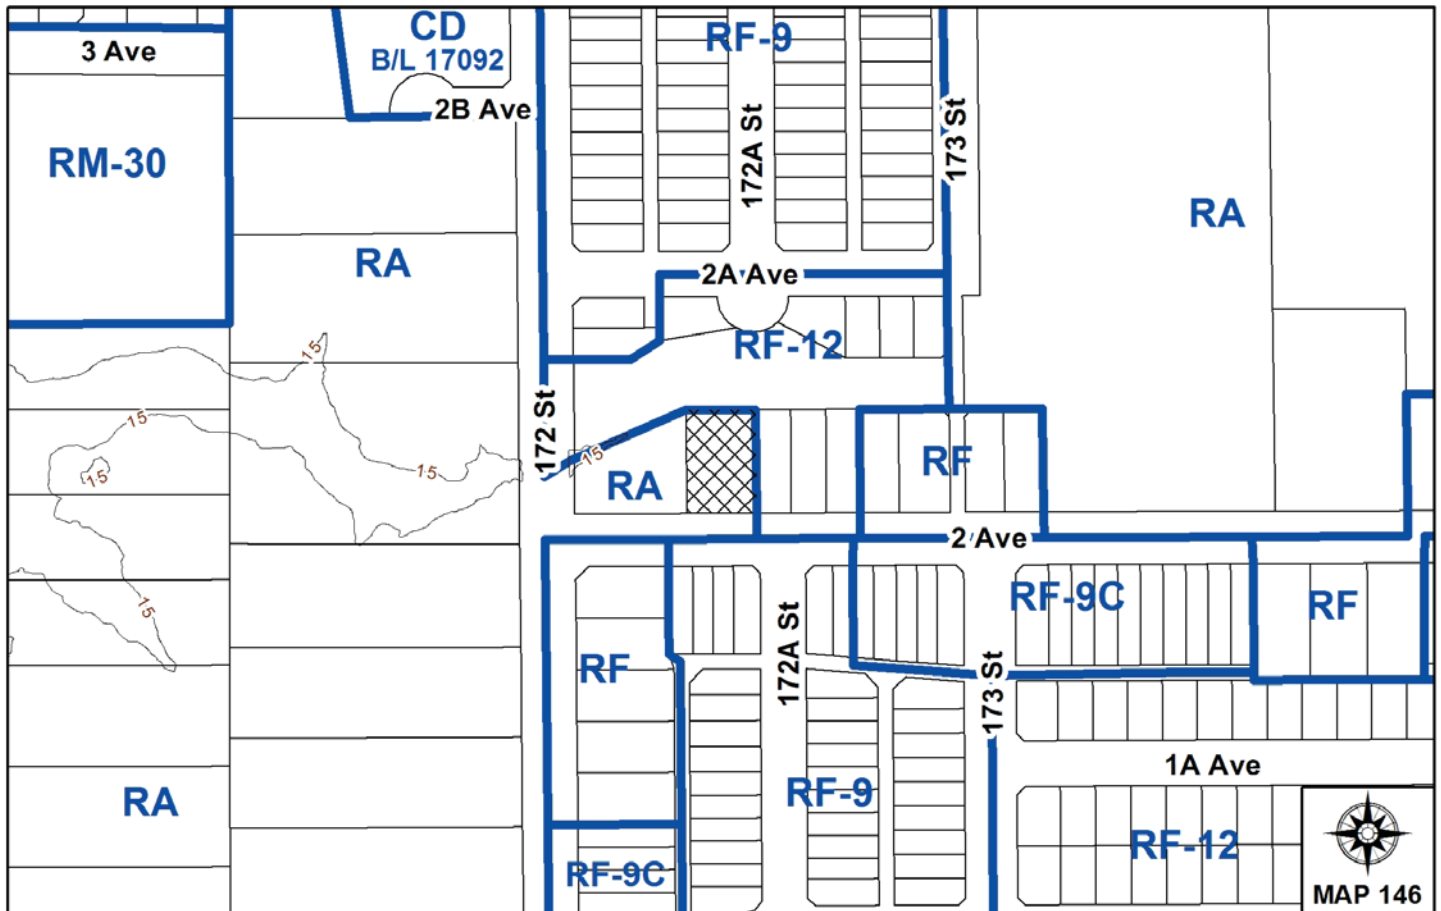 CD
B/L 17092
RF-9
3 Ave
2B Ave
RM-30
172A St
173 St
RA
RA
2A Ave
RF-12
15
172 St
15
15
15
15
RA
RF
2 Ave
RF-9C
RF
15
172A St
RF
173 St
1A Ave
RA
RF-9
RF-12
RF-9C
MAP 146